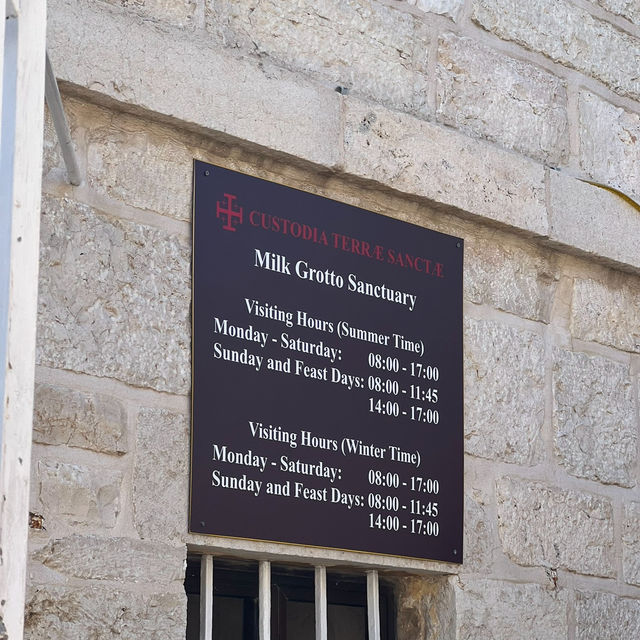 CUSTODIA TERRÆ SANCTÆ
Milk Grotto Sanctuary
Visiting Hours (Summer Time)
Monday - Saturday: 08:00 - 17:00
Sunday and Feast Days: 08:00 - 11:45
14:00 - 17:00
Visiting Hours (Winter Time)
Monday - Saturday: 08:00 - 17:00
Sunday and Feast Days: 08:00 - 11:45
14:00 - 17:00